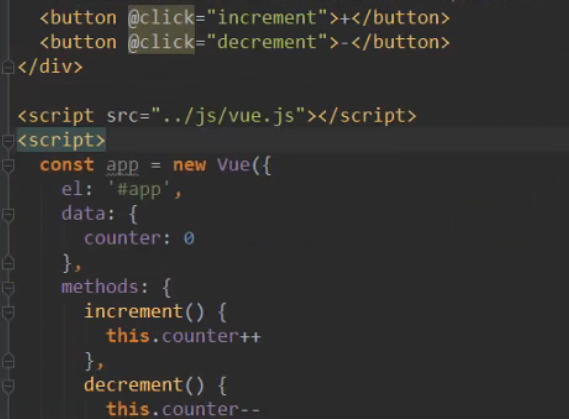 <button @click="increment">+</button>
<button @click="decrement">-</button>
</div>
<script src="../js/vue.js"></script>
<script>
const app = new Vue({
el: '#app',
data: {
counter: 0
},
methods: {
increment() {
this.counter++
},
decrement() {
this.counter--